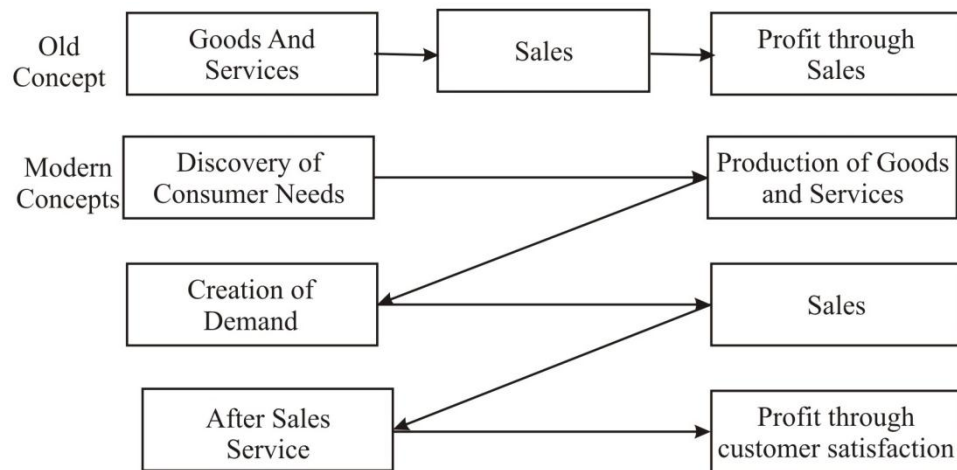 Old
Concept
Goods And
Services
Sales
Profit through
Sales
Modern
Concepts
Discovery of
Consumer Needs
Production of Goods
and Services
Creation of
Demand
Sales
After Sales
Service
Profit through
customer satisfaction